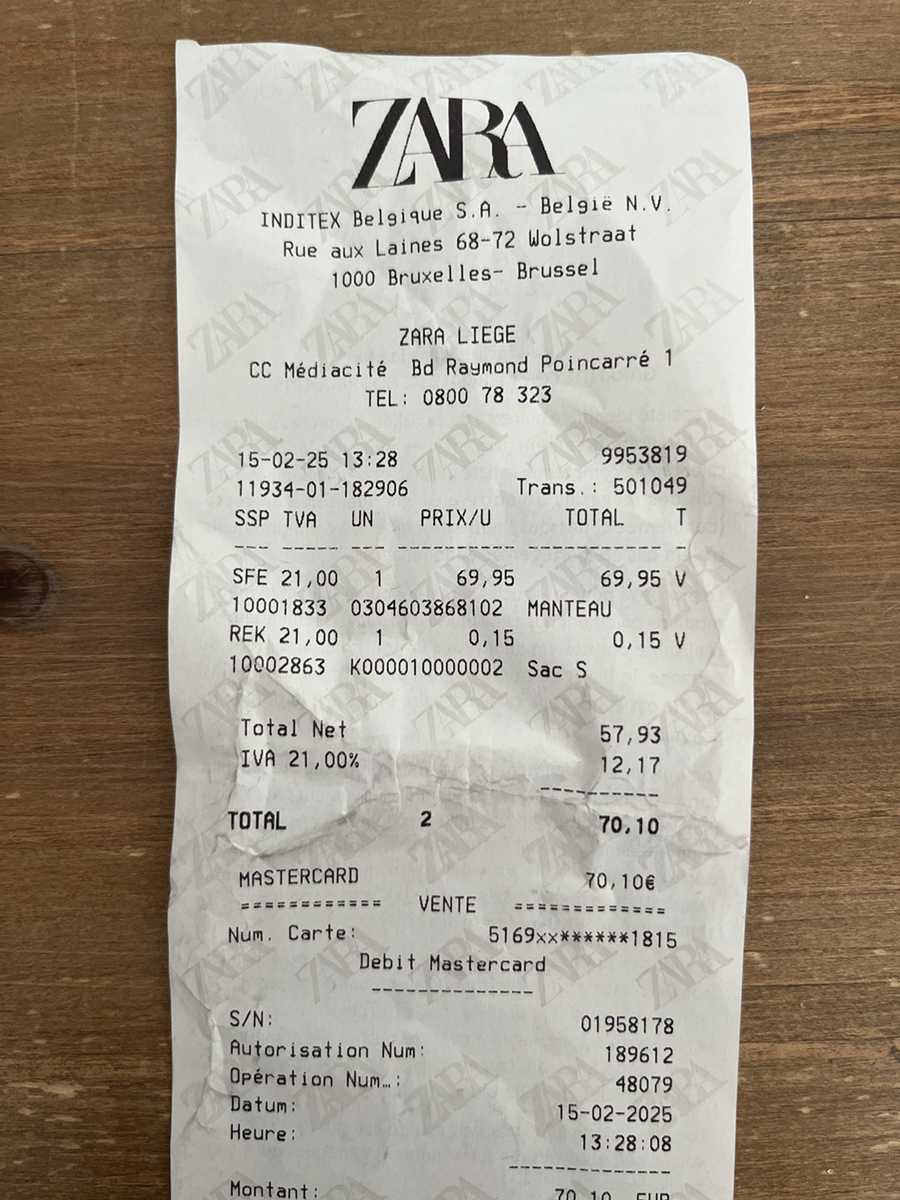 ZARA
INDITEX Belgique S.A. - België N.V.
Rue aux Laines 68-72 Wolstraat
1000 Bruxelles- Brussel
ZARA LIEGE
CC Médiacité Bd Raymond Poincarré 1
TEL: 0800 78 323
15-02-25 13:28 9953819
11934-01-182906 Trans.: 501049
SSP TVA UN PRIX/U TOTAL T
--- ----- --- ---------- ----------- -
SFE 21,00 1 69,95 69,95 V
10001833 0304603868102 MANTEAU
REK 21,00 1 0,15 0,15 V
10002863 K000010000002 Sac S
Total Net 57,93
IVA 21,00% 12,17
----------
TOTAL 2 70,10
MASTERCARD 70,10€
============ VENTE =============
Num. Carte: 5169xx******1815
Debit Mastercard
--------------
S/N: 01958178
Autorisation Num: 189612
Opération Num…: 48079
Datum: 15-02-2025
Heure: 13:28:08
--------------
Montant: 70,10 EUR